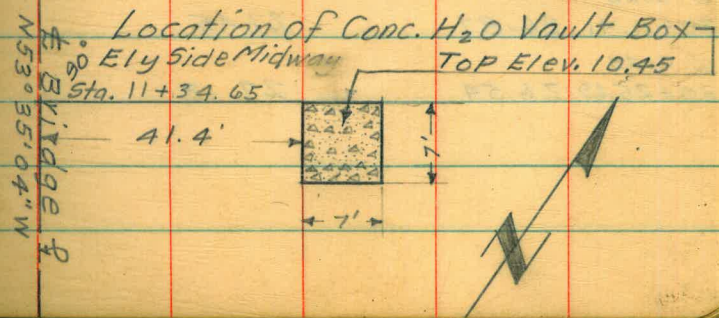 Location of Conc. H2O Vault Box
Ely Side Midway
Top Elev. 10.45
Sta. 11+34.65
90°
41.4'
7'
7'
℄ Bridge
N53°35'04"W